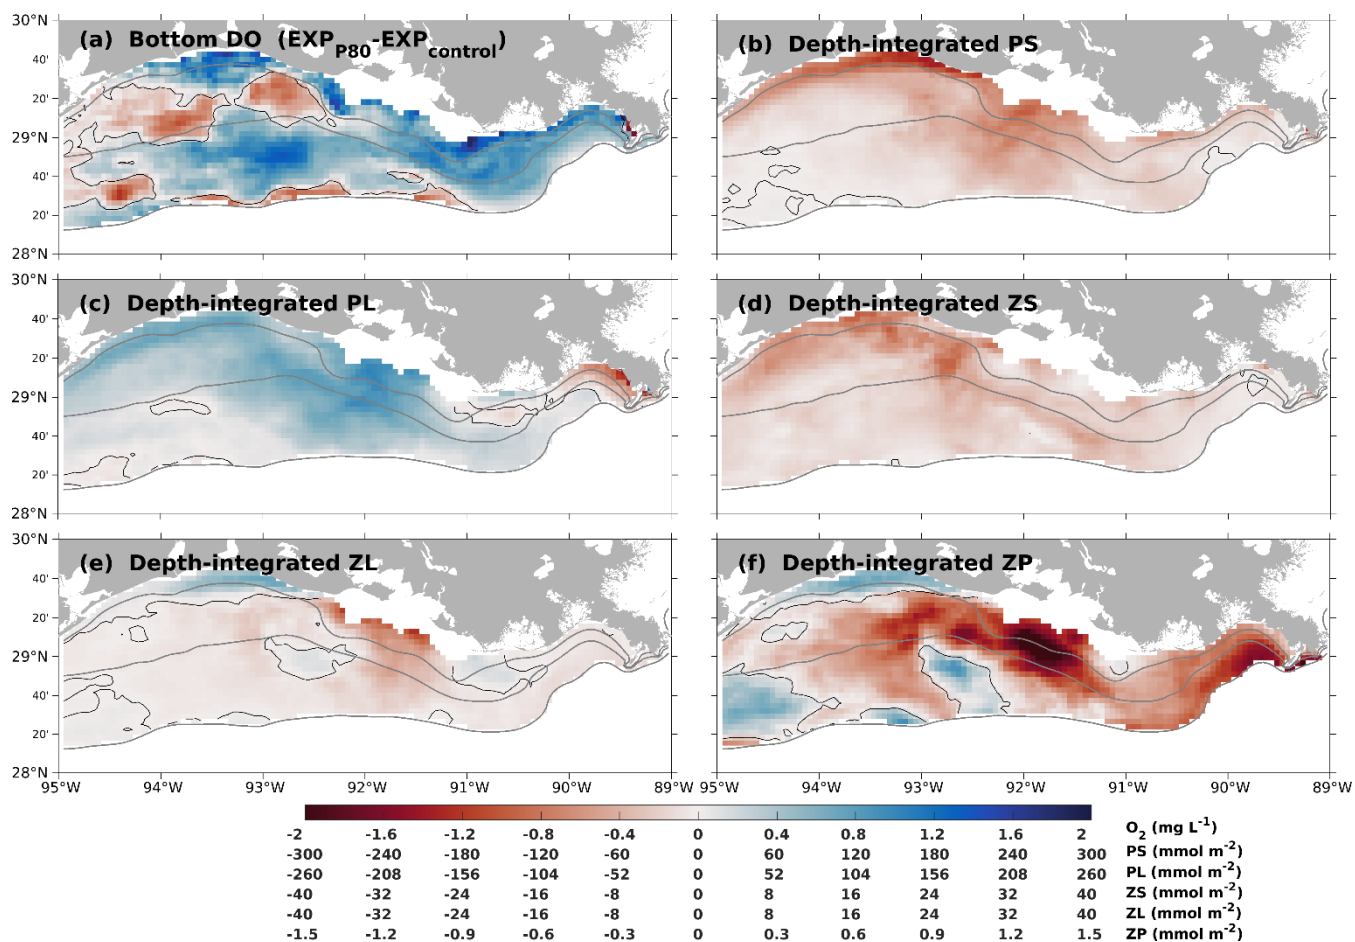 (a) Bottom DO (EXP_P80-EXP_control)
(b) Depth-integrated PS
30°N
40'
20'
29°N
40'
20'
28°N
(c) Depth-integrated PL
(d) Depth-integrated ZS
30°N
40'
20'
29°N
40'
20'
28°N
(e) Depth-integrated ZL
(f) Depth-integrated ZP
30°N
40'
20'
29°N
40'
20'
28°N
95°W 94°W 93°W 92°W 91°W 90°W 95°W 94°W 93°W 92°W 91°W 90°W 89°W
-2 -1.6 -1.2 -0.8 -0.4 0 0.4 0.8 1.2 1.6 2 O2 (mg L-1)
-300 -240 -180 -120 -60 0 60 120 180 240 300 PS (mmol m-2)
-260 -208 -156 -104 -52 0 52 104 156 208 260 PL (mmol m-2)
-40 -32 -24 -16 -8 0 8 16 24 32 40 ZS (mmol m-2)
-40 -32 -24 -16 -8 0 8 16 24 32 40 ZL (mmol m-2)
-1.5 -1.2 -0.9 -0.6 -0.3 0 0.3 0.6 0.9 1.2 1.5 ZP (mmol m-2)